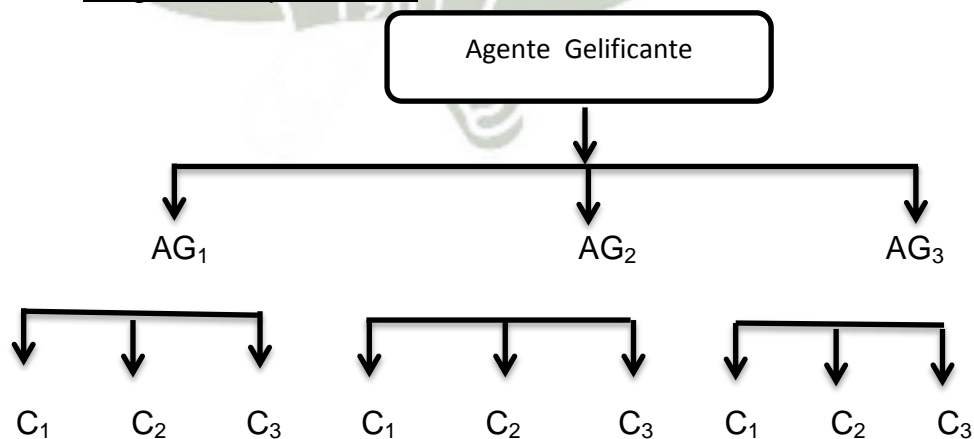 Agente Gelificante
AG₁ AG₂ AG₃
C₁ C₂ C₃ C₁ C₂ C₃ C₁ C₂ C₃